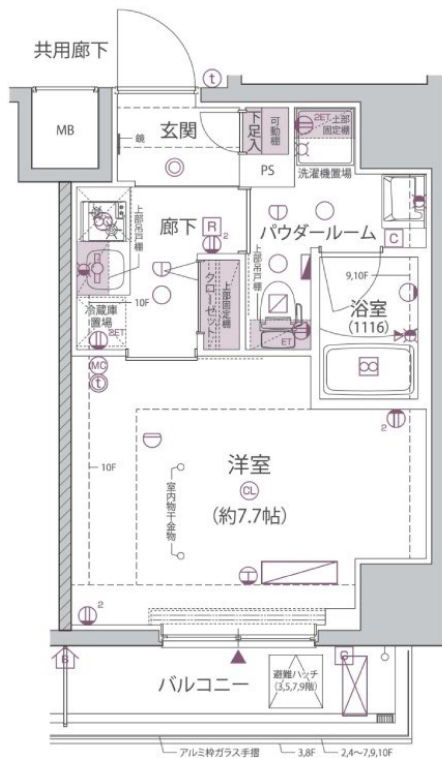 共用廊下
t
MB
鏡
玄関
下足入
可動棚
2ET
上部固定棚
PS
洗濯機置場
上部吊戸棚
廊下
R
2
上部吊戸棚
パウダールーム
C
クローゼット
上部固定棚
10F
冷蔵庫
置場
2ET
ET
9,10F
浴室
(1116)
MC
t
2
10F
洋室
CL
(約7.7帖)
室内物干金物
2
B
バルコニー
避難ハッチ
(3,5,7,9階)
G
アルミ枠ガラス手摺
3,8F
2,4〜7,9,10F